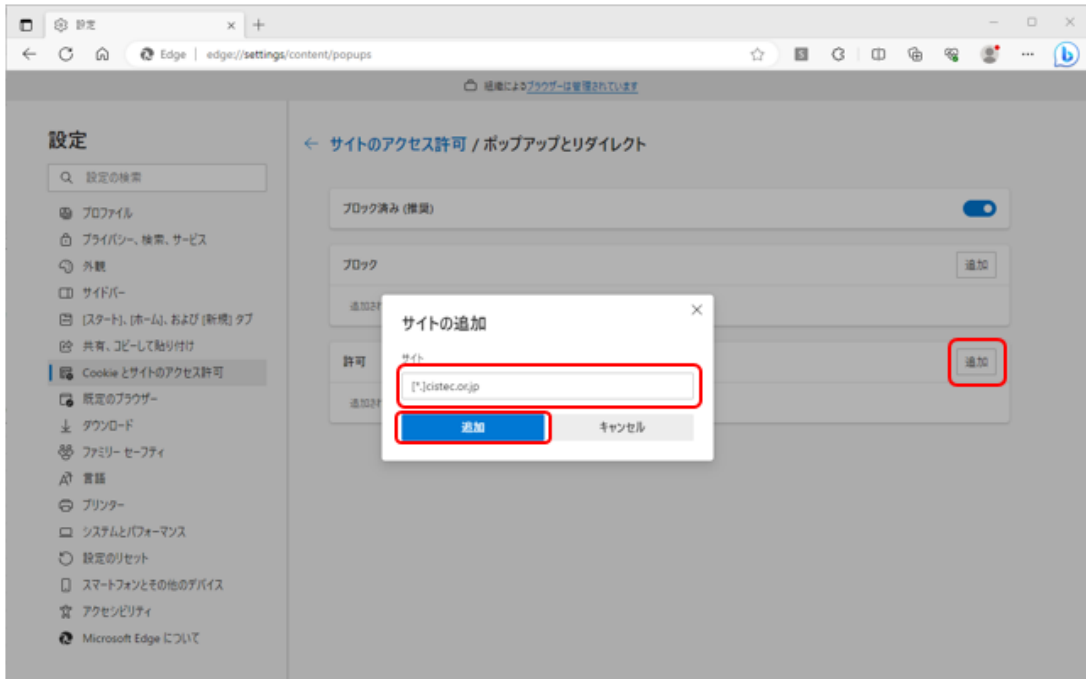 設定
Edge edge://settings/content/popups
組織によるブラウザーは管理されています
設定
設定の検索
プロファイル
プライバシー、検索、サービス
外観
サイドバー
[スタート]、[ホーム]、および [新規] タブ
共有、コピーして貼り付け
Cookie とサイトのアクセス許可
既定のブラウザー
ダウンロード
ファミリー セーフティ
言語
プリンター
システムとパフォーマンス
設定のリセット
スマートフォンとその他のデバイス
アクセシビリティ
Microsoft Edge について
サイトのアクセス許可 / ポップアップとリダイレクト
ブロック済み (推奨)
ブロック
追加
追加され
サイトの追加
サイト
[*.]cistec.or.jp
追加
キャンセル
許可
追加
追加され